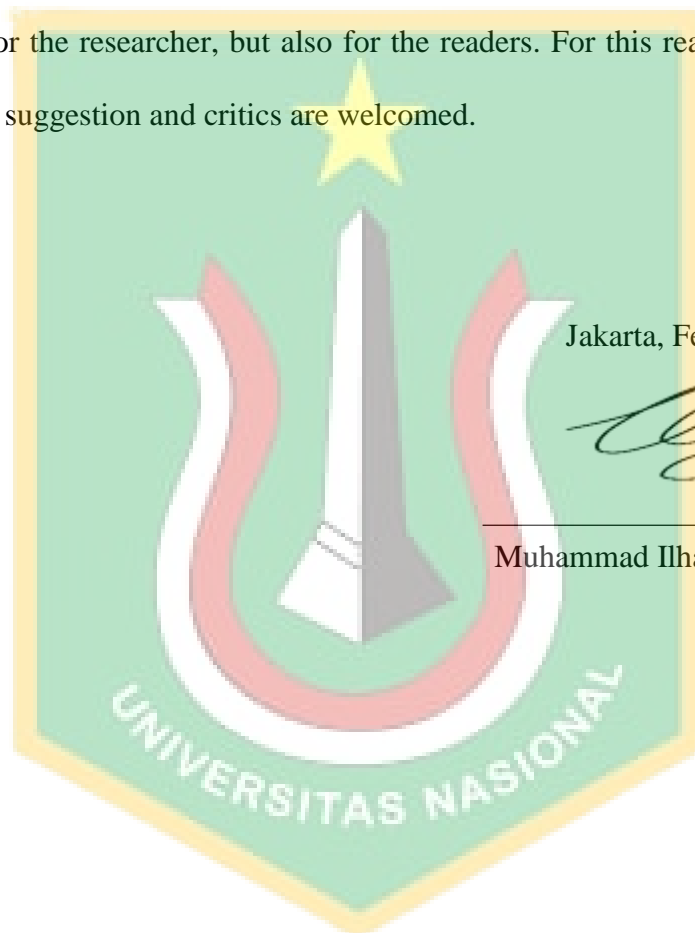 or the researcher, but also for the readers. For this rea
suggestion and critics are welcomed.
Jakarta, Fe
Muhammad Ilha
UNIVERSITAS NASIONAL